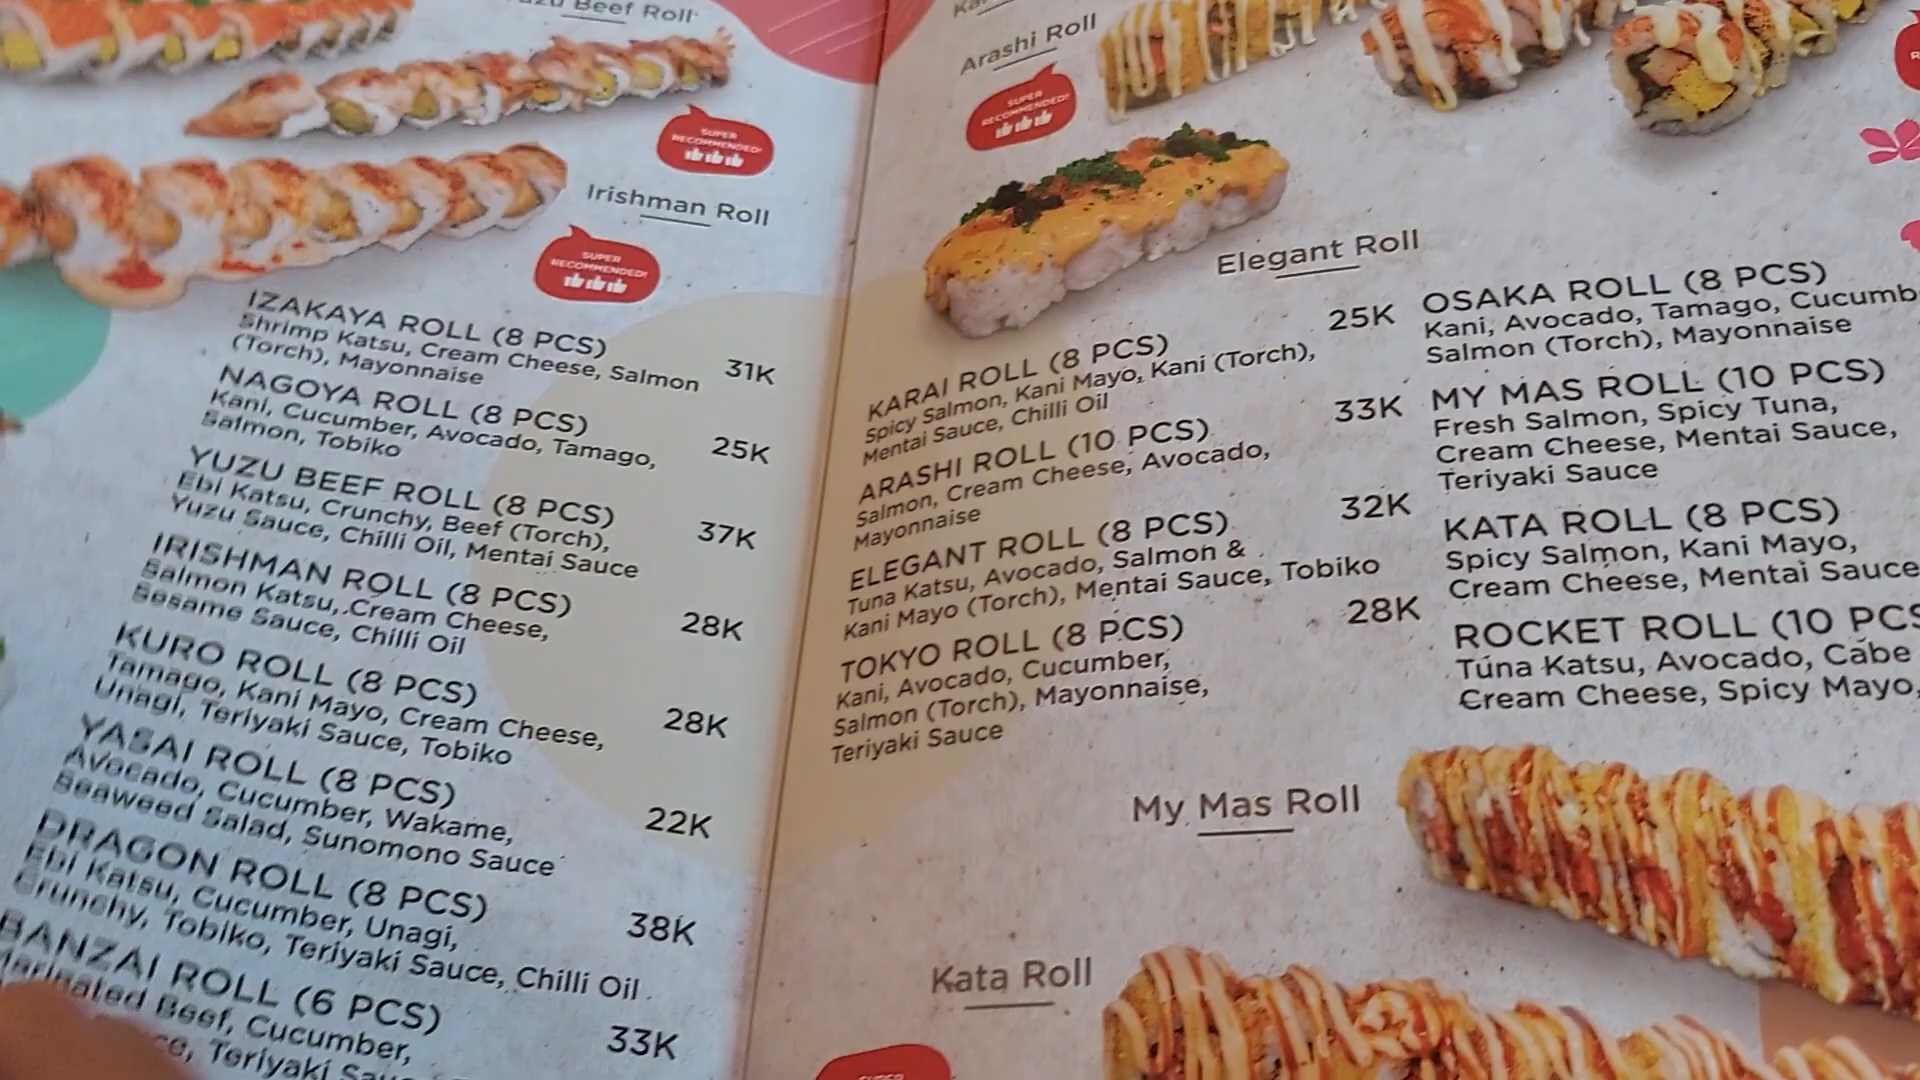 Beef Roll
SUPER
RECOMMENDED!
Irishman Roll
SUPER
RECOMMENDED!
IZAKAYA ROLL (8 PCS)
Shrimp Katsu, Cream Cheese, Salmon
(Torch), Mayonnaise
31K
NAGOYA ROLL (8 PCS)
Kani, Cucumber, Avocado, Tamago,
Salmon, Tobiko
25K
YUZU BEEF ROLL (8 PCS)
Ebi Katsu, Crunchy, Beef (Torch),
Yuzu Sauce, Chilli Oil, Mentai Sauce
37K
IRISHMAN ROLL (8 PCS)
Salmon Katsu, Cream Cheese,
Sesame Sauce, Chilli Oil
28K
KURO ROLL (8 PCS)
Tamago, Kani Mayo, Cream Cheese,
Unagi, Teriyaki Sauce, Tobiko
28K
YASAI ROLL (8 PCS)
Avocado, Cucumber, Wakame,
Seaweed Salad, Sunomono Sauce
22K
DRAGON ROLL (8 PCS)
Ebi Katsu, Cucumber, Unagi,
Crunchy, Tobiko, Teriyaki Sauce, Chilli Oil
38K
BANZAI ROLL (6 PCS)
Marinated Beef, Cucumber,
Teriyaki
33K
Arashi Roll
SUPER
RECOMMENDED!
Elegant Roll
KARAI ROLL (8 PCS)
Spicy Salmon, Kani Mayo, Kani (Torch),
Mentai Sauce, Chilli Oil
25K
ARASHI ROLL (10 PCS)
Salmon, Cream Cheese, Avocado,
Mayonnaise
33K
ELEGANT ROLL (8 PCS)
Tuna Katsu, Avocado, Salmon &
Kani Mayo (Torch), Mentai Sauce, Tobiko
32K
TOKYO ROLL (8 PCS)
Kani, Avocado, Cucumber,
Salmon (Torch), Mayonnaise,
Teriyaki Sauce
28K
OSAKA ROLL (8 PCS)
Kani, Avocado, Tamago, Cucumb
Salmon (Torch), Mayonnaise
MY MAS ROLL (10 PCS)
Fresh Salmon, Spicy Tuna,
Cream Cheese, Mentai Sauce,
Teriyaki Sauce
KATA ROLL (8 PCS)
Spicy Salmon, Kani Mayo,
Cream Cheese, Mentai Sauce
ROCKET ROLL (10 PCS
Tuna Katsu, Avocado, Cabe
Cream Cheese, Spicy Mayo,
My Mas Roll
Kata Roll